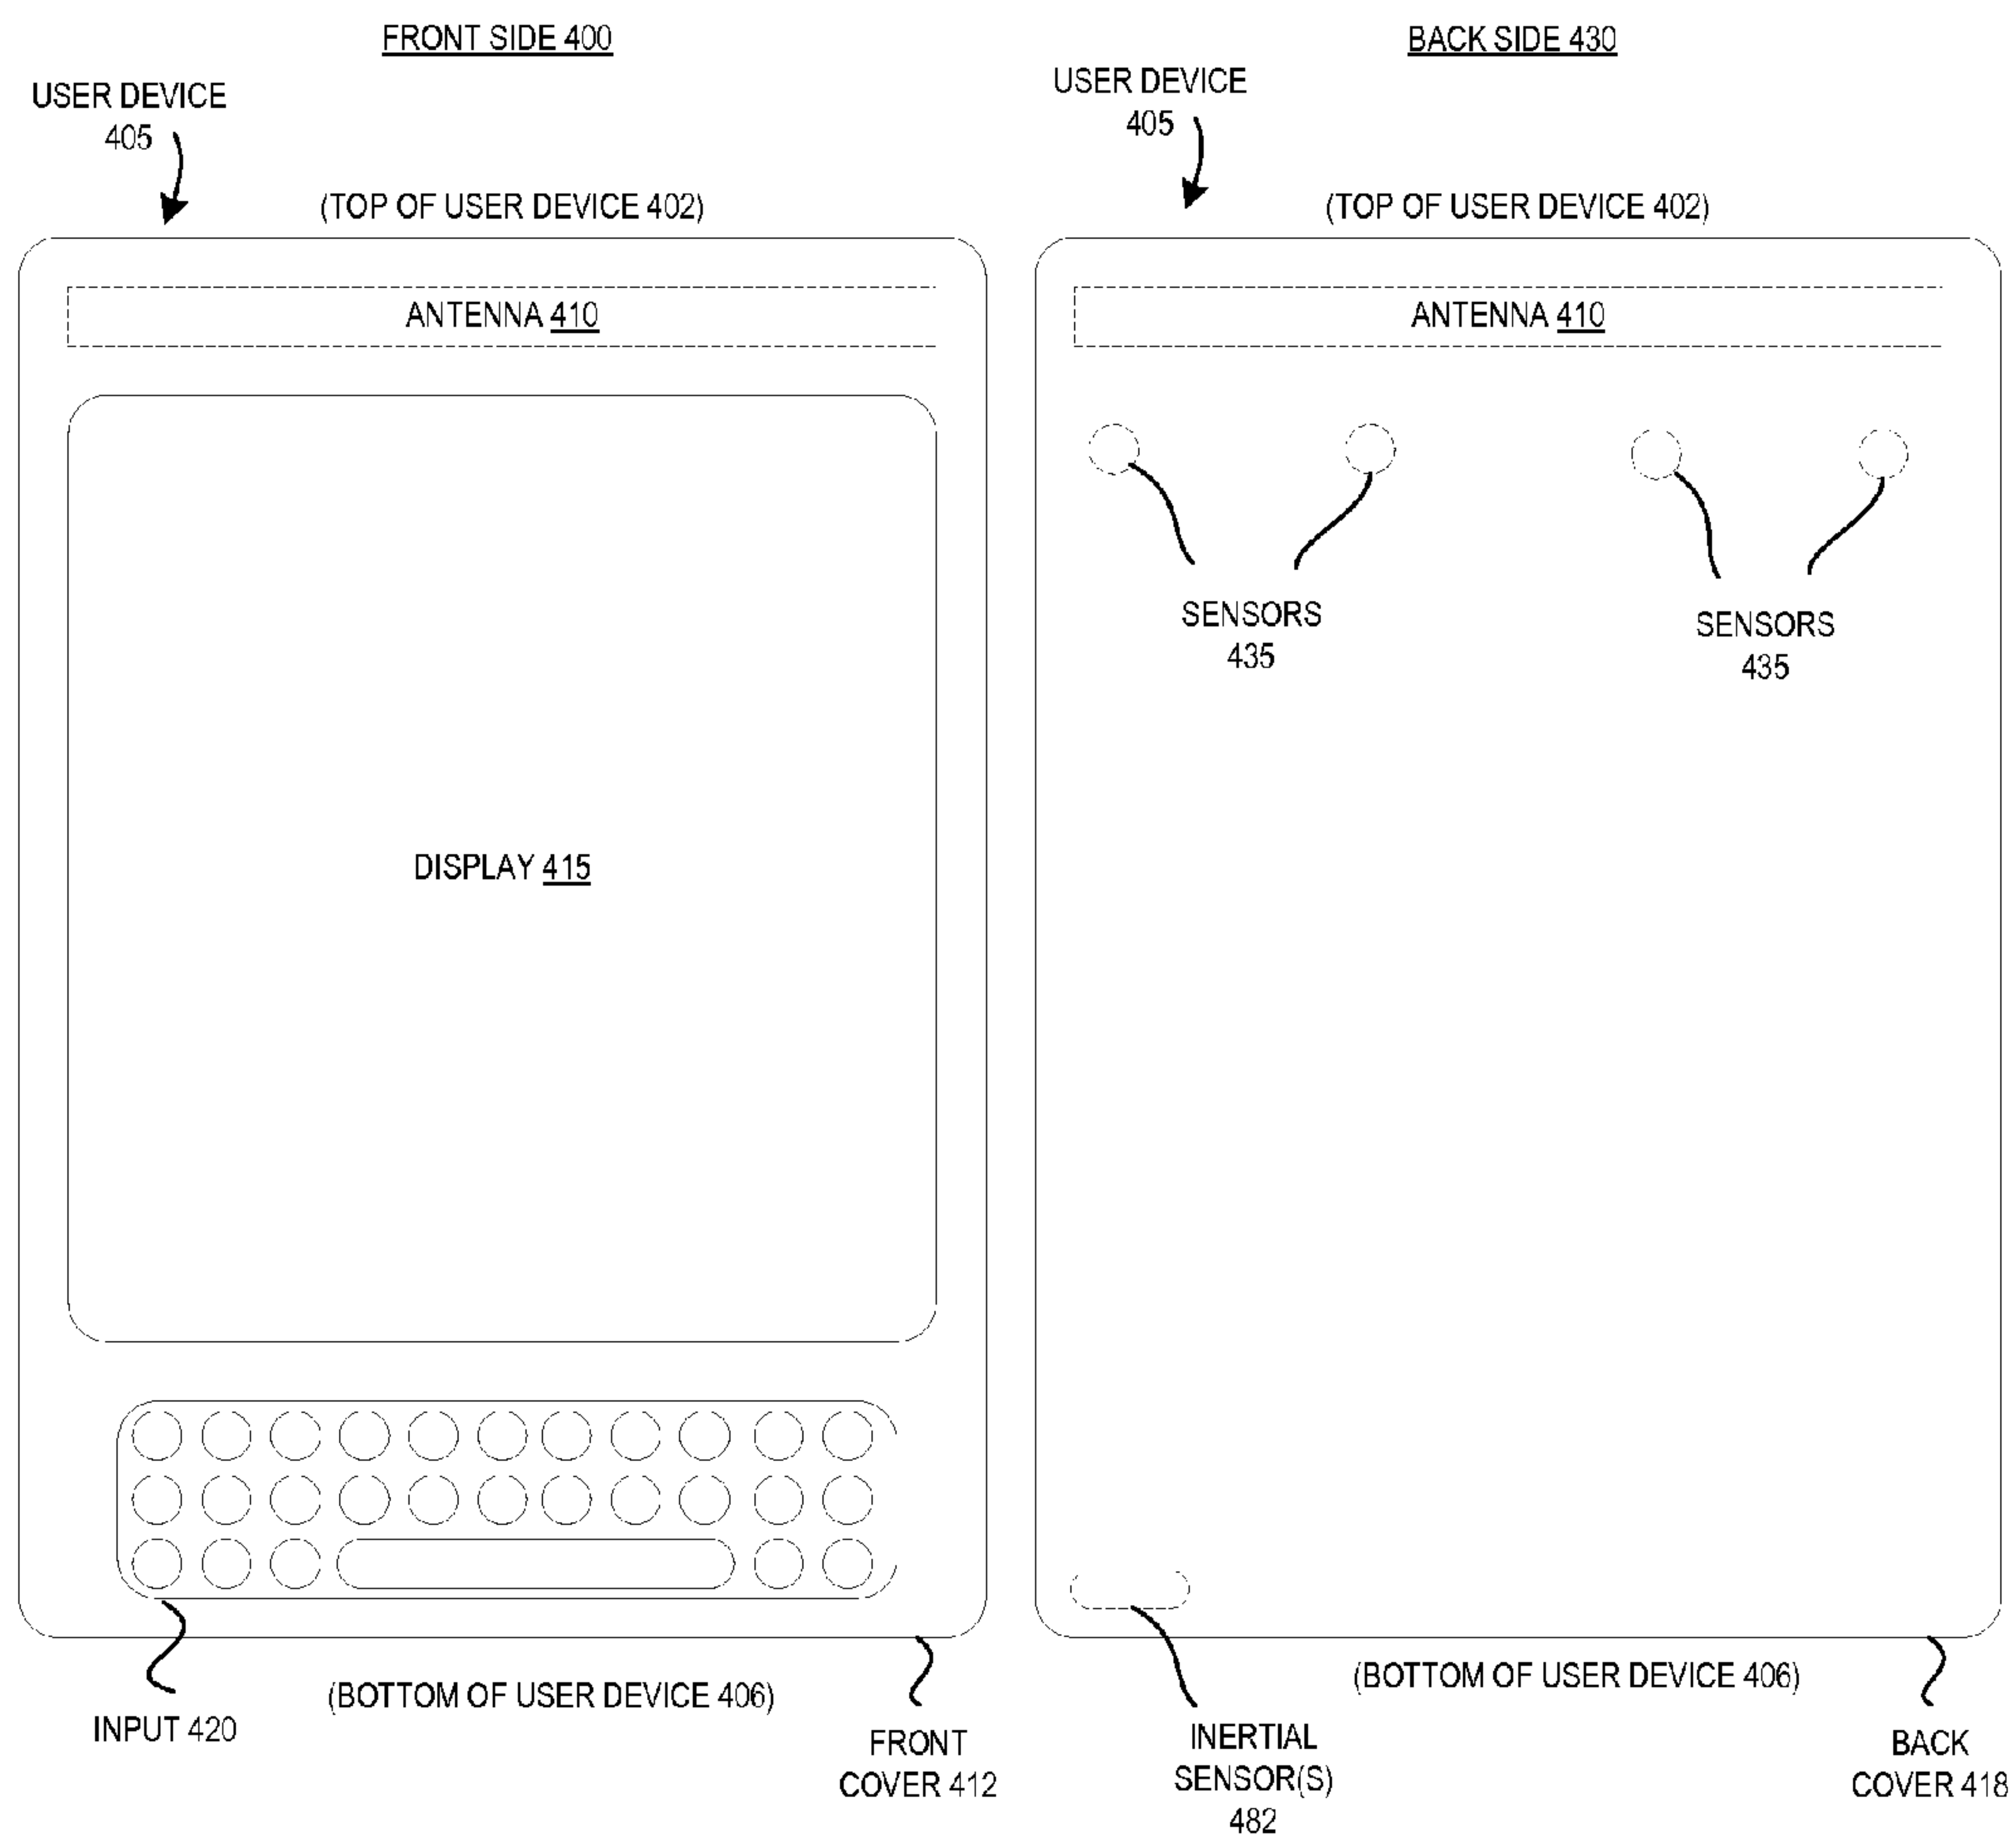 FRONT SIDE 400
USER DEVICE
405
(TOP OF USER DEVICE 402)
ANTENNA 410
DISPLAY 415
(BOTTOM OF USER DEVICE 406)
INPUT 420
FRONT
COVER 412
BACK SIDE 430
USER DEVICE
405
(TOP OF USER DEVICE 402)
ANTENNA 410
SENSORS
435
SENSORS
435
(BOTTOM OF USER DEVICE 406)
INERTIAL
SENSOR(S)
482
BACK
COVER 418